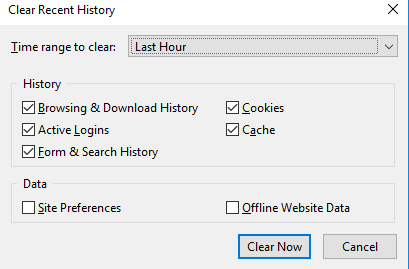 Clear Recent History
Time range to clear: Last Hour
History
Browsing & Download History Cookies
Active Logins Cache
Form & Search History
Data
Site Preferences Offline Website Data
Clear Now Cancel